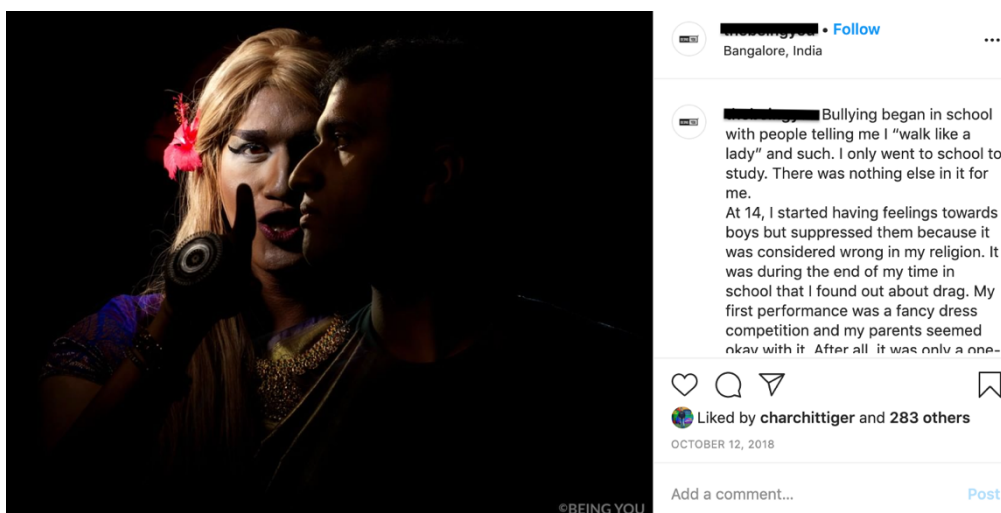 • Follow
Bangalore, India
Bullying began in school
with people telling me I “walk like a
lady” and such. I only went to school to
study. There was nothing else in it for
me.
At 14, I started having feelings towards
boys but suppressed them because it
was considered wrong in my religion. It
was during the end of my time in
school that I found out about drag. My
first performance was a fancy dress
competition and my parents seemed
okay with it. After all, it was only a one-
Liked by charchittiger and 283 others
OCTOBER 12, 2018
Add a comment...
Post
©BEING YOU